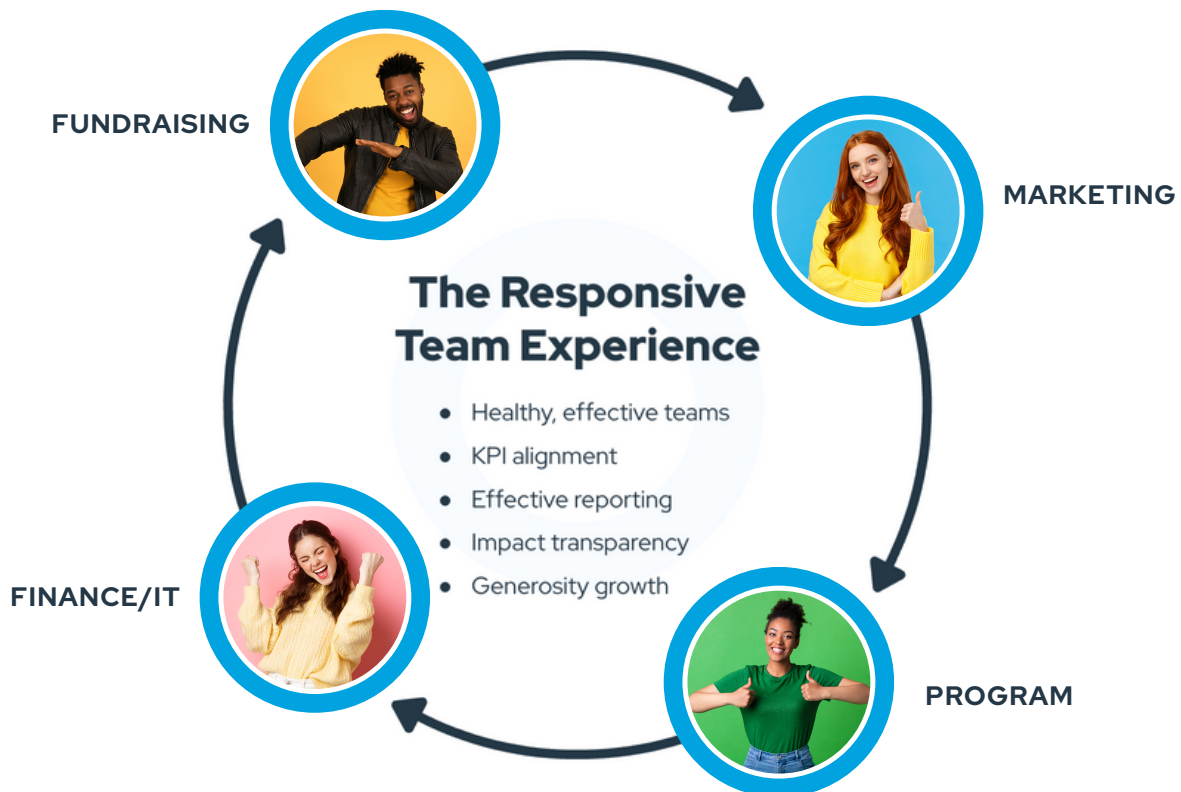 FUNDRAISING
MARKETING
The Responsive
Team Experience
• Healthy, effective teams
• KPI alignment
• Effective reporting
• Impact transparency
• Generosity growth
FINANCE/IT
PROGRAM